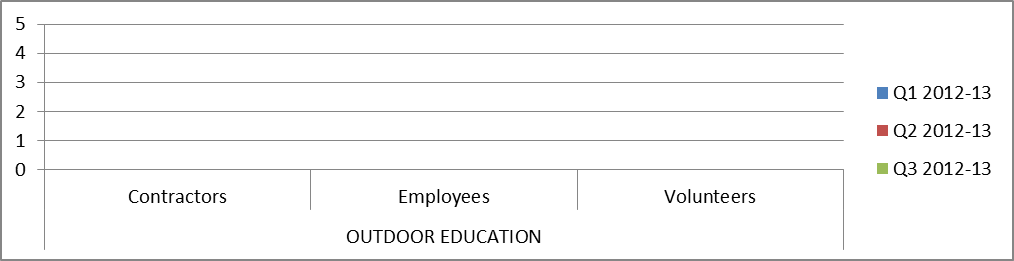 5
4
3
2
1
0
Contractors Employees Volunteers
OUTDOOR EDUCATION
Q1 2012-13
Q2 2012-13
Q3 2012-13